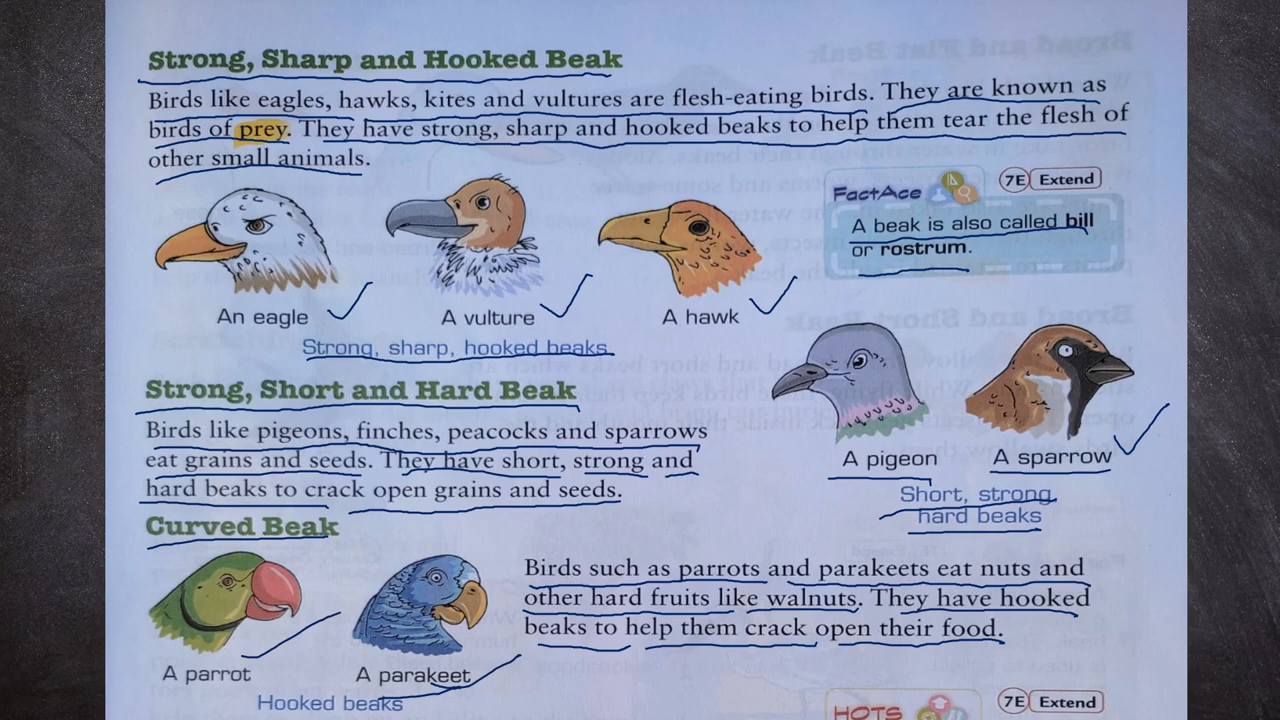 Strong, Sharp and Hooked Beak
Birds like eagles, hawks, kites and vultures are flesh-eating birds. They are known as
birds of prey. They have strong, sharp and hooked beaks to help them tear the flesh of
other small animals.
FactAce
7E Extend
A beak is also called bill
or rostrum.
An eagle
A vulture
A hawk
Strong, sharp, hooked beaks
Strong, Short and Hard Beak
Birds like pigeons, finches, peacocks and sparrows
eat grains and seeds. They have short, strong and
hard beaks to crack open grains and seeds.
A pigeon
A sparrow
Short, strong,
hard beaks
Curved Beak
Birds such as parrots and parakeets eat nuts and
other hard fruits like walnuts. They have hooked
beaks to help them crack open their food.
A parrot
A parakeet
Hooked beaks
HOTS
7E Extend